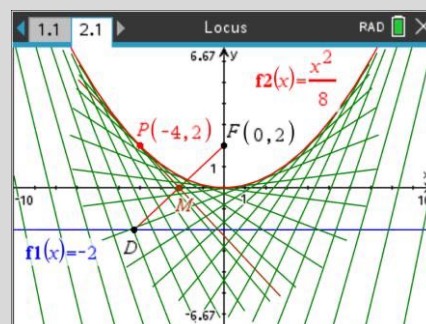 1.1 2.1 Locus RAD
6.67 y
f2(x)=x²/8
P(-4,2) F(0,2)
1
-10 -1 10 x
M
D
f1(x)=-2
-6.67